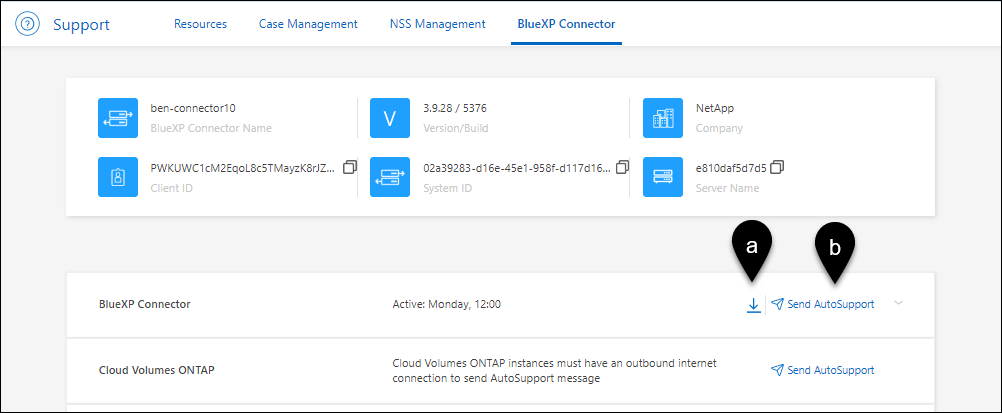 Support
Resources
Case Management
NSS Management
BlueXP Connector
ben-connector10
BlueXP Connector Name
V
3.9.28 / 5376
Version/Build
NetApp
Company
PWKUWC1cM2EqoL8c5TMayzK8rJZ...
Client ID
02a39283-d16e-45e1-958f-d117d16...
System ID
e810daf5d7d5
Server Name
a
b
BlueXP Connector
Active: Monday, 12:00
Send AutoSupport
Cloud Volumes ONTAP
Cloud Volumes ONTAP instances must have an outbound internet
connection to send AutoSupport message
Send AutoSupport